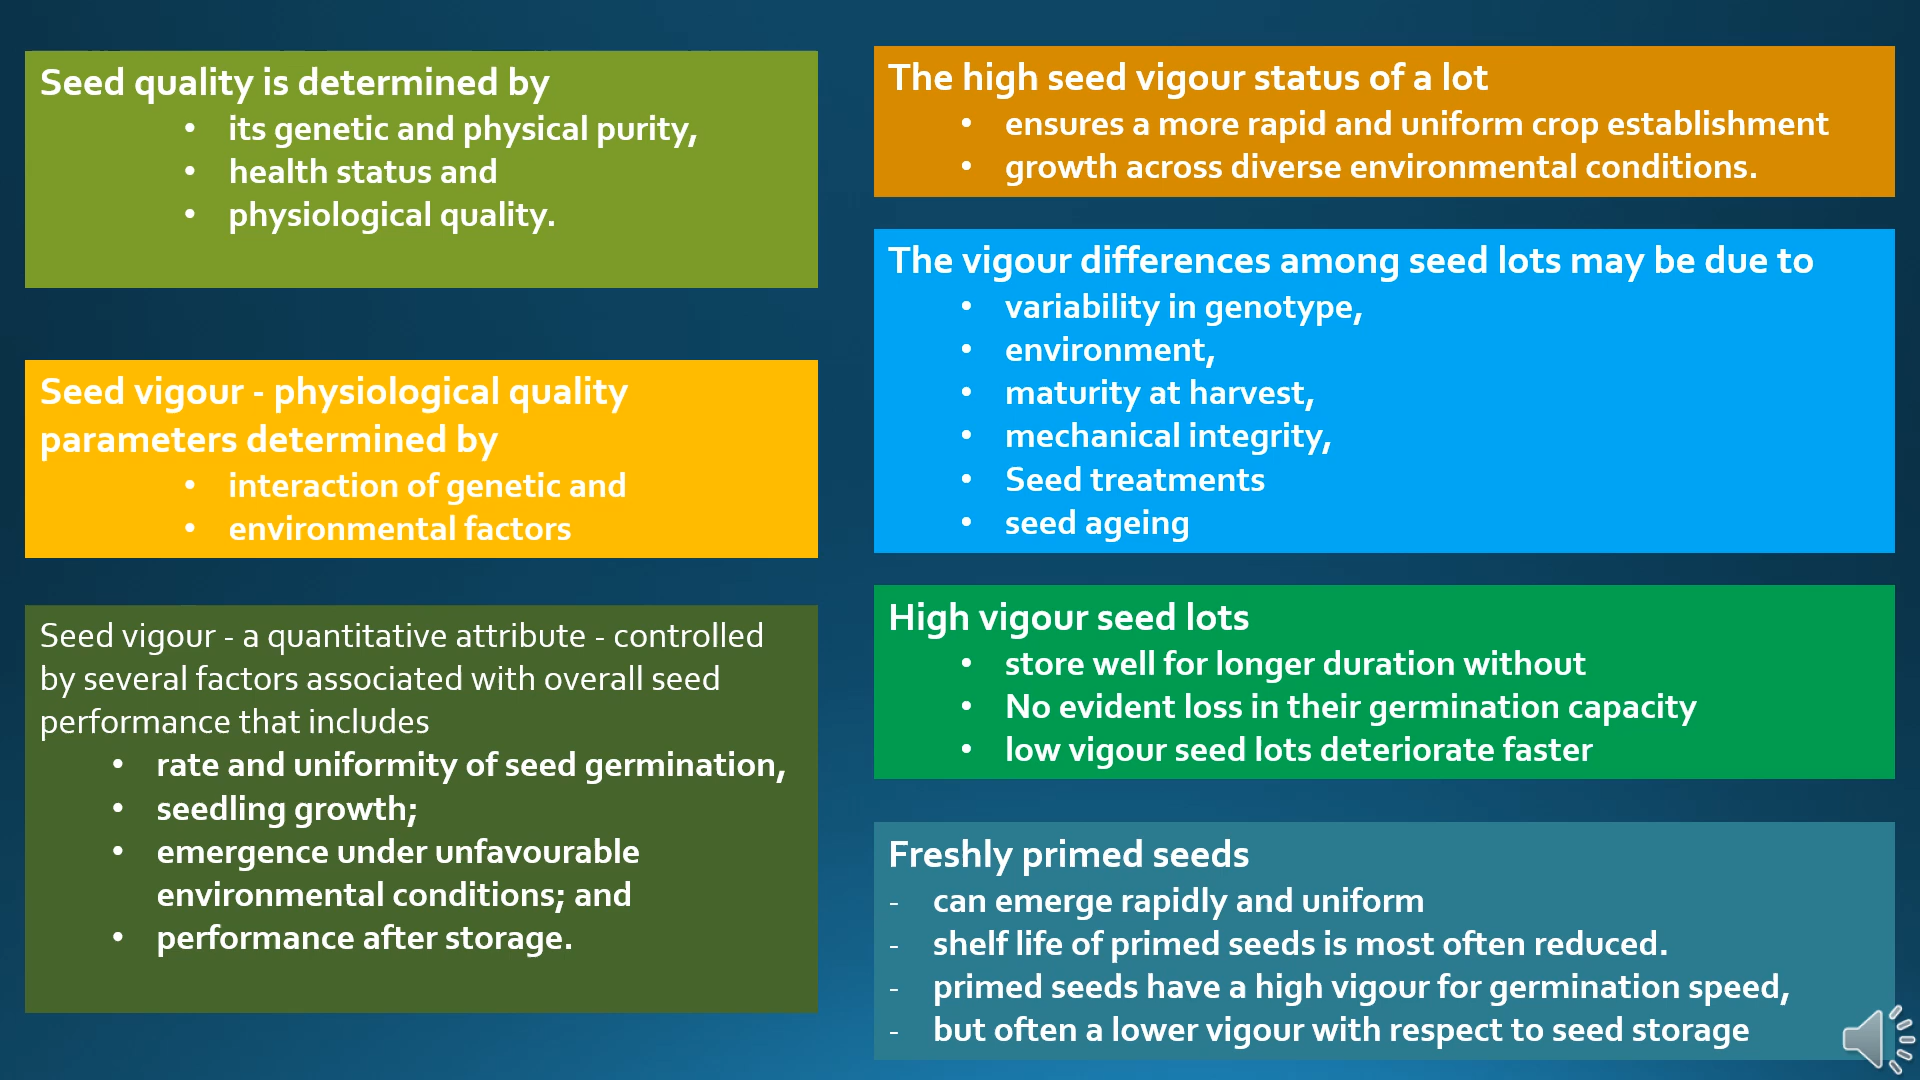 Seed quality is determined by
• its genetic and physical purity,
• health status and
• physiological quality.
Seed vigour - physiological quality
parameters determined by
• interaction of genetic and
• environmental factors
Seed vigour - a quantitative attribute - controlled
by several factors associated with overall seed
performance that includes
• rate and uniformity of seed germination,
• seedling growth;
• emergence under unfavourable
environmental conditions; and
• performance after storage.
The high seed vigour status of a lot
• ensures a more rapid and uniform crop establishment
• growth across diverse environmental conditions.
The vigour differences among seed lots may be due to
• variability in genotype,
• environment,
• maturity at harvest,
• mechanical integrity,
• Seed treatments
• seed ageing
High vigour seed lots
• store well for longer duration without
• No evident loss in their germination capacity
• low vigour seed lots deteriorate faster
Freshly primed seeds
- can emerge rapidly and uniform
- shelf life of primed seeds is most often reduced.
- primed seeds have a high vigour for germination speed,
- but often a lower vigour with respect to seed storage